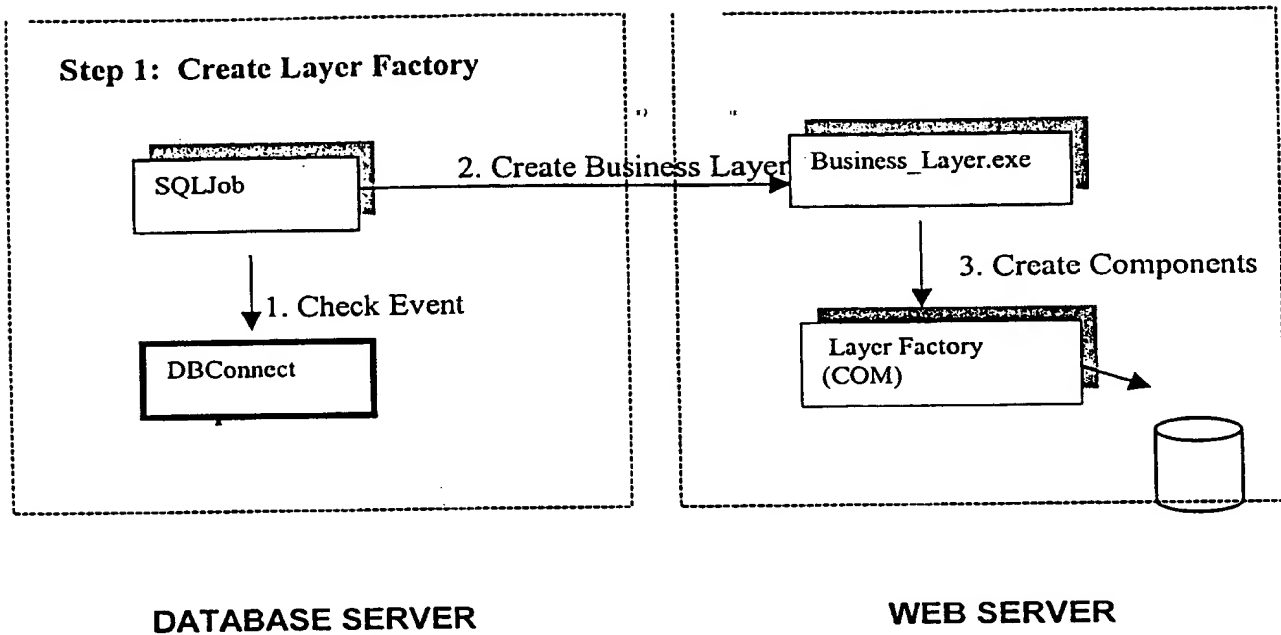 Step 1: Create Layer Factory
SQLJob
2. Create Business Layer
Business_Layer.exe
1. Check Event
3. Create Components
DBConnect
Layer Factory
(COM)
DATABASE SERVER
WEB SERVER